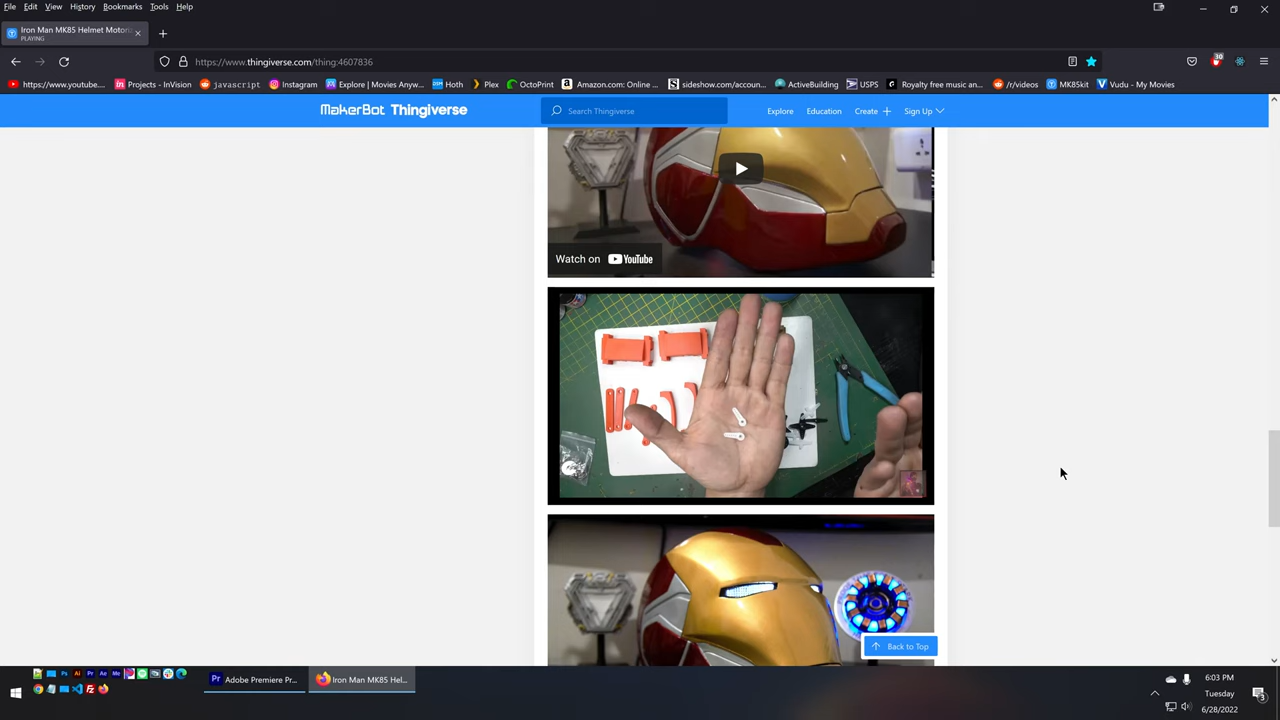 File Edit View History Bookmarks Tools Help
Iron Man MK85 Helmet Motoriz
PLAYING
https://www.thingiverse.com/thing:4607836
https://www.youtube.... Projects - InVision javascript Instagram Explore | Movies Anyw... Hoth Plex OctoPrint Amazon.com: Online ... sideshow.com/accoun... ActiveBuilding USPS Royalty free music an... /r/videos MK85kit Vudu - My Movies
MakerBot Thingiverse Search Thingiverse Explore Education Create Sign Up
Watch on YouTube
Back to Top
Adobe Premiere Pr... Iron Man MK85 Hel...
6:03 PM
Tuesday
6/28/2022